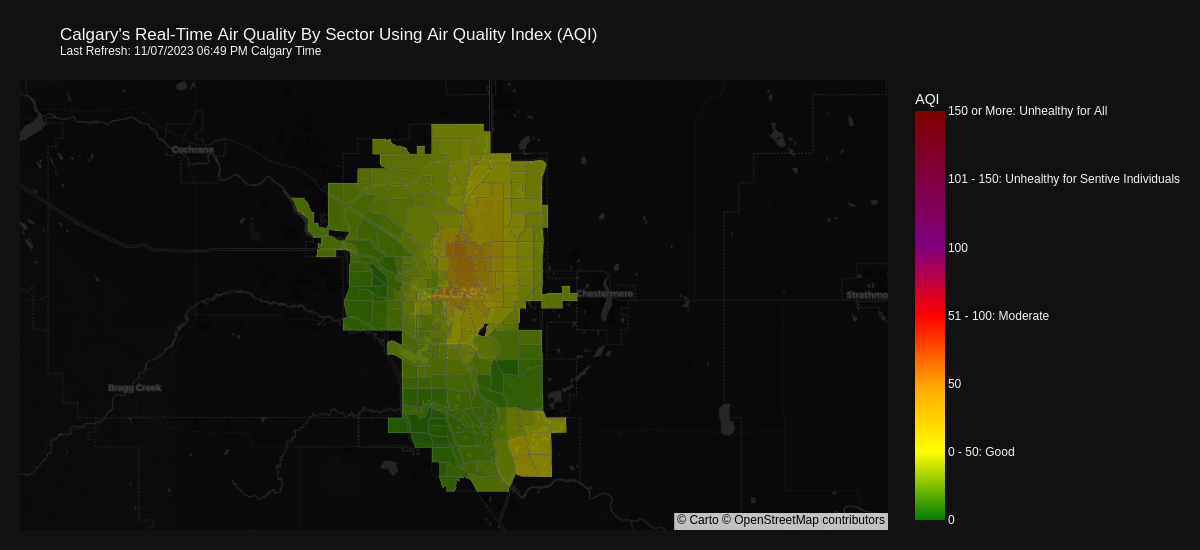 Calgary's Real-Time Air Quality By Sector Using Air Quality Index (AQI)
Last Refresh: 11/07/2023 06:49 PM Calgary Time
AQI
150 or More: Unhealthy for All
Cochrane
101 - 150: Unhealthy for Sentive Individuals
100
CALGARY
Chestermere
Strathmo
51 - 100: Moderate
50
Bragg Creek
0 - 50: Good
© Carto © OpenStreetMap contributors
0